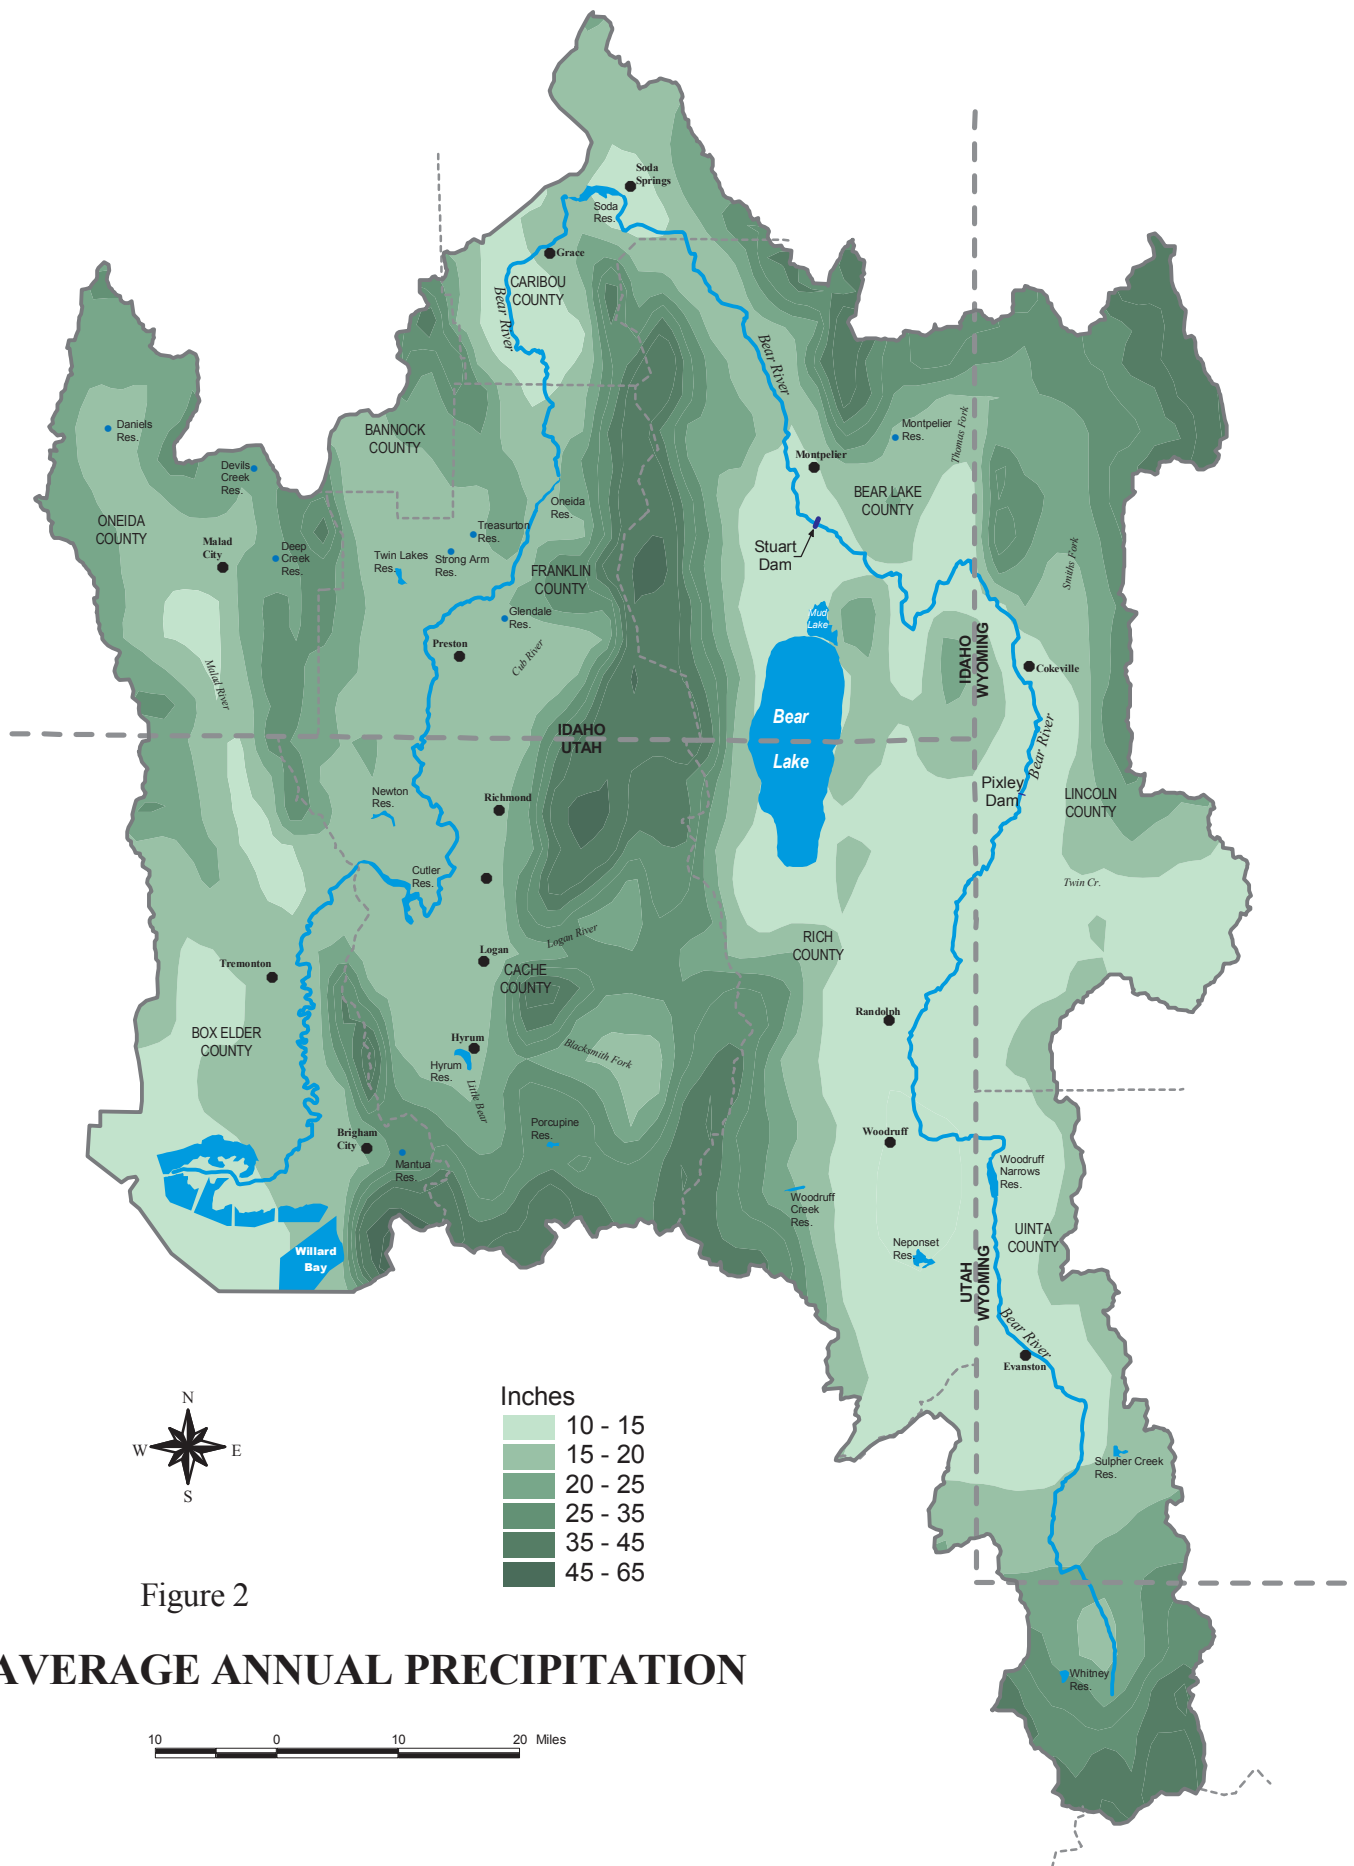 Soda
Springs
Soda
Res.
Grace
CARIBOU
COUNTY
Bear River
Bear River
Daniels
Res.
BANNOCK
COUNTY
Montpelier
Res.
Thomas Fork
Devils
Creek
Res.
Montpelier
ONEIDA
COUNTY
Oneida
Res.
BEAR LAKE
COUNTY
Malad
City
Deep
Creek
Res.
Treasurton
Res.
Twin Lakes
Res.
Strong Arm
Res.
Stuart
Dam
Smiths Fork
FRANKLIN
COUNTY
Glendale
Res.
Mud
Lake
Preston
Cub River
Malad River
IDAHO
WYOMING
Cokeville
IDAHO
UTAH
Bear
Lake
Bear River
Pixley
Dam
LINCOLN
COUNTY
Newton
Res.
Richmond
Cutler
Res.
Twin Cr.
Logan River
RICH
COUNTY
Tremonton
Logan
CACHE
COUNTY
Randolph
BOX ELDER
COUNTY
Hyrum
Hyrum
Res.
Blacksmith Fork
Little Bear
Porcupine
Res.
Brigham
City
Mantua
Res.
Woodruff
Woodruff
Narrows
Res.
Woodruff
Creek
Res.
UINTA
COUNTY
Neponset
Res.
Willard
Bay
UTAH
WYOMING
Bear River
Evanston
Sulpher Creek
Res.
Whitney
Res.
N
W
E
S
Inches
10 - 15
15 - 20
20 - 25
25 - 35
35 - 45
45 - 65
Figure 2
AVERAGE ANNUAL PRECIPITATION
10 0 10 20 Miles